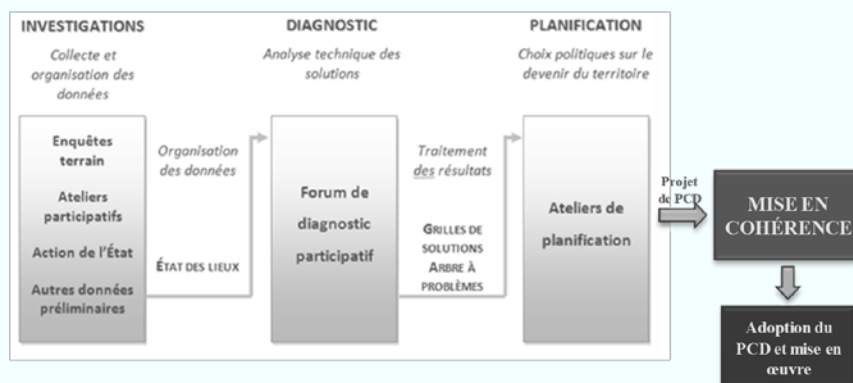 INVESTIGATIONS
Collecte et
organisation des
données
Enquêtes
terrain
Ateliers
participatifs
Action de l'État
Autres données
préliminaires
Organisation
des données
ÉTAT DES LIEUX
DIAGNOSTIC
Analyse technique des
solutions
Forum de
diagnostic
participatif
Traitement
des résultats
GRILLES DE
SOLUTIONS
ARBRE À
PROBLÈMES
PLANIFICATION
Choix politiques sur le
devenir du territoire
Ateliers de
planification
Projet
de PCD
MISE EN
COHÉRENCE
Adoption du
PCD et mise en
œuvre